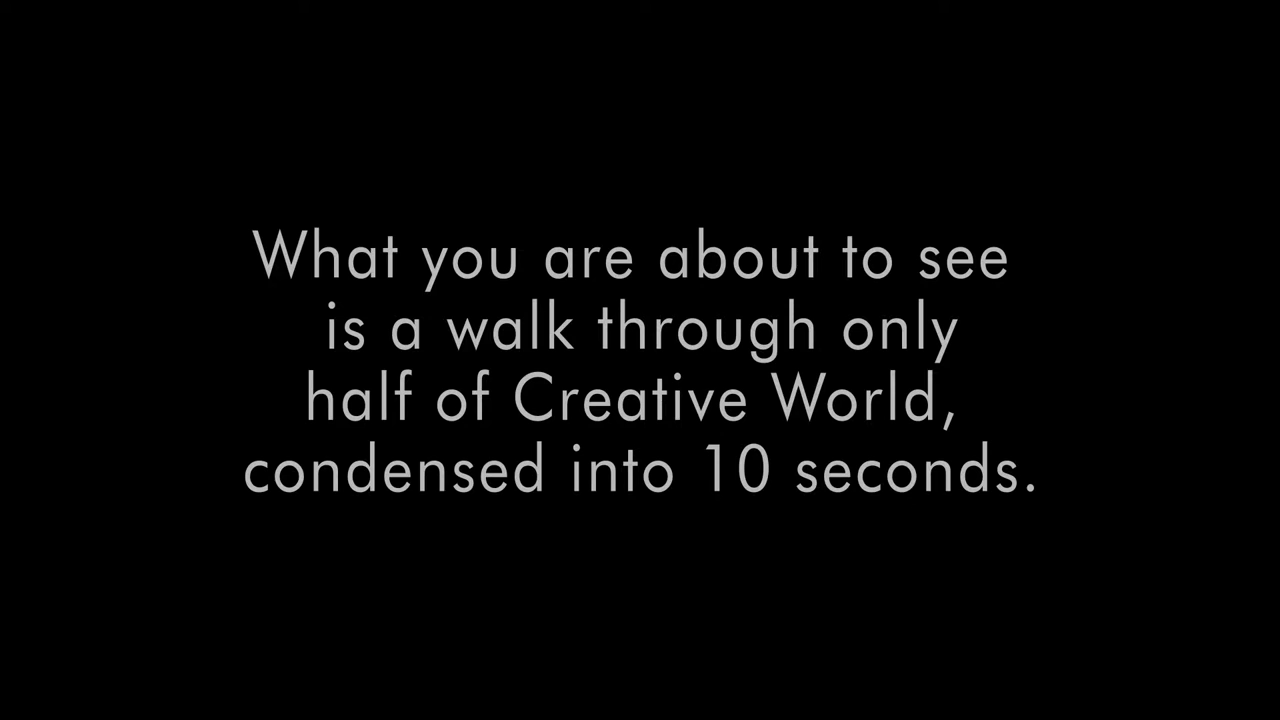 What you are about to see
is a walk through only
half of Creative World,
condensed into 10 seconds.